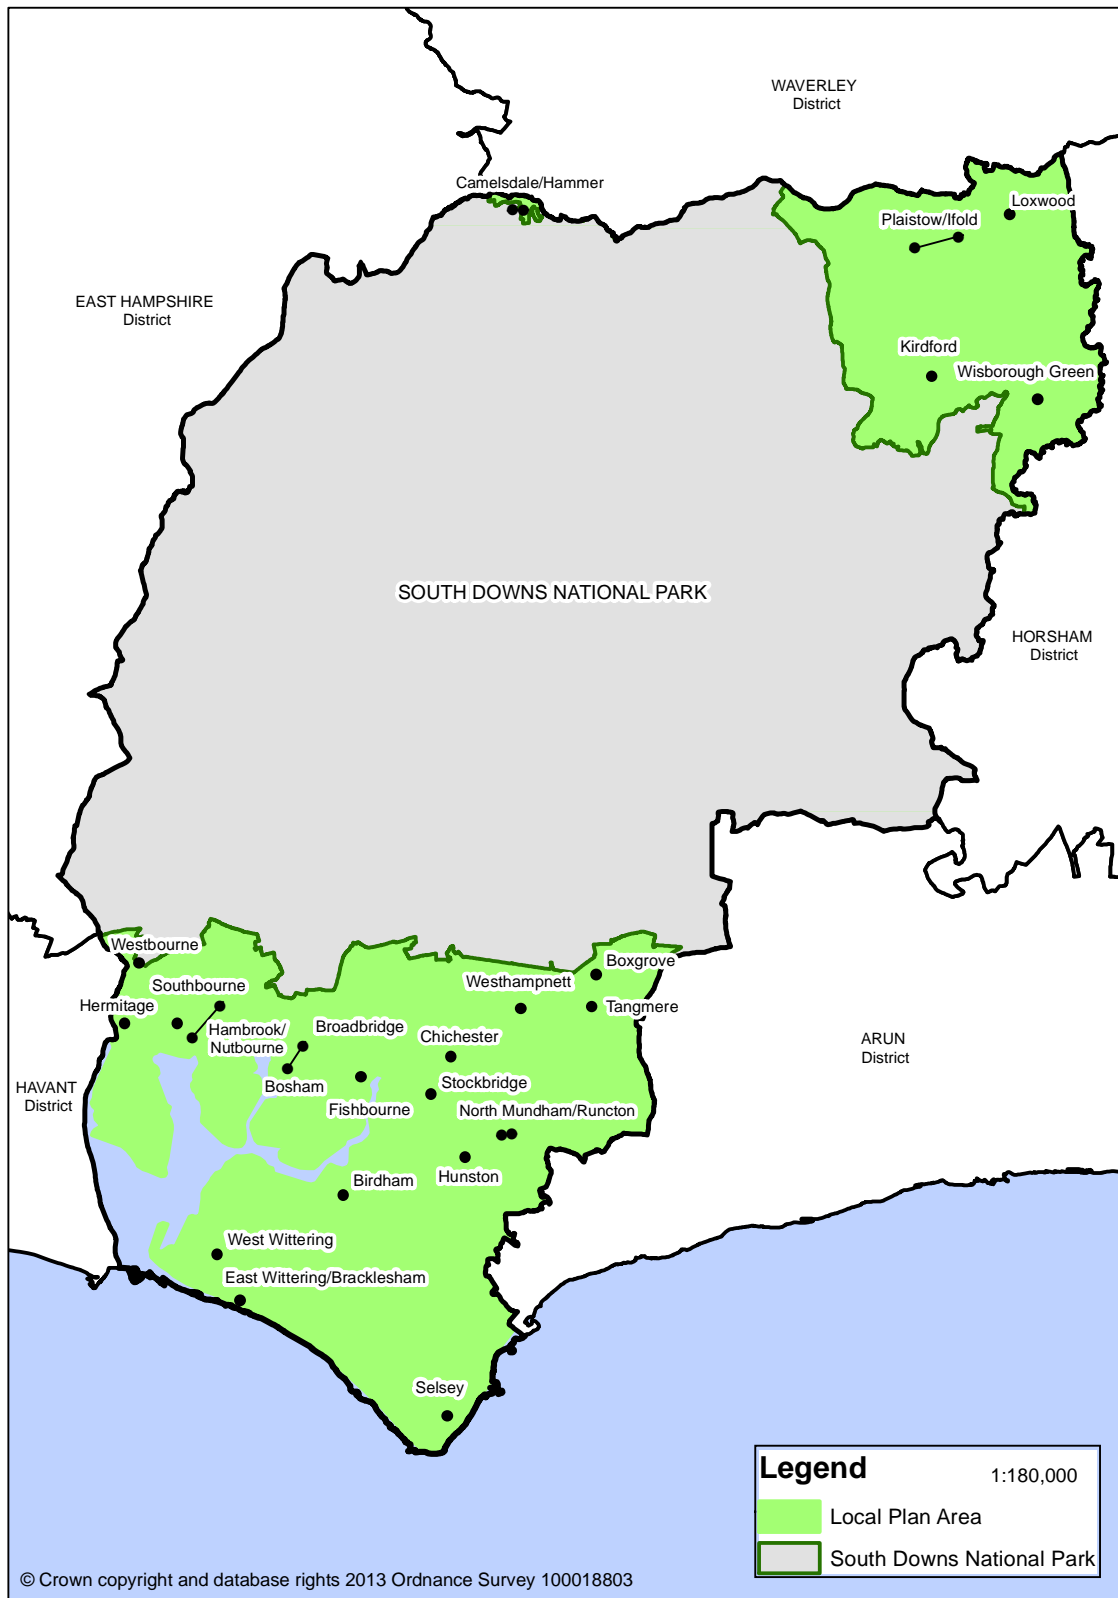 WAVERLEY
District
Camelsdale/Hammer
Loxwood
Plaistow/Ifold
EAST HAMPSHIRE
District
Kirdford
Wisborough Green
SOUTH DOWNS NATIONAL PARK
HORSHAM
District
Westbourne
Boxgrove
Westhampnett
Southbourne
Hermitage
Tangmere
Hambrook/
Nutbourne
Broadbridge
Chichester
ARUN
District
HAVANT
District
Bosham
Stockbridge
Fishbourne
North Mundham/Runcton
Hunston
Birdham
West Wittering
East Wittering/Bracklesham
Selsey
Legend
1:180,000
Local Plan Area
South Downs National Park
© Crown copyright and database rights 2013 Ordnance Survey 100018803